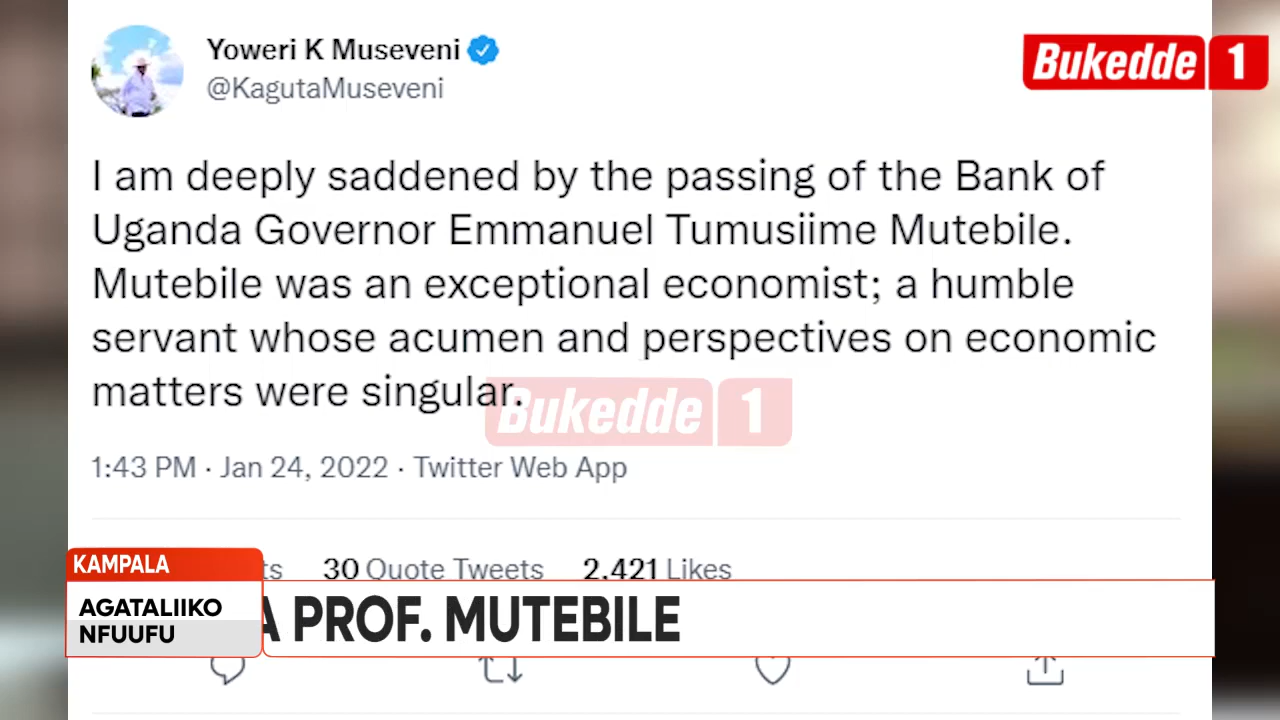 Yoweri K Museveni
@KagutaMuseveni
Bukedde 1
I am deeply saddened by the passing of the Bank of
Uganda Governor Emmanuel Tumusiime Mutebile.
Mutebile was an exceptional economist; a humble
servant whose acumen and perspectives on economic
matters were singular.
Bukedde 1
1:43 PM · Jan 24, 2022 · Twitter Web App
30 Quote Tweets 2,421 Likes
KAMPALA
AGATALIIKO
NFUUFU
PROF. MUTEBILE